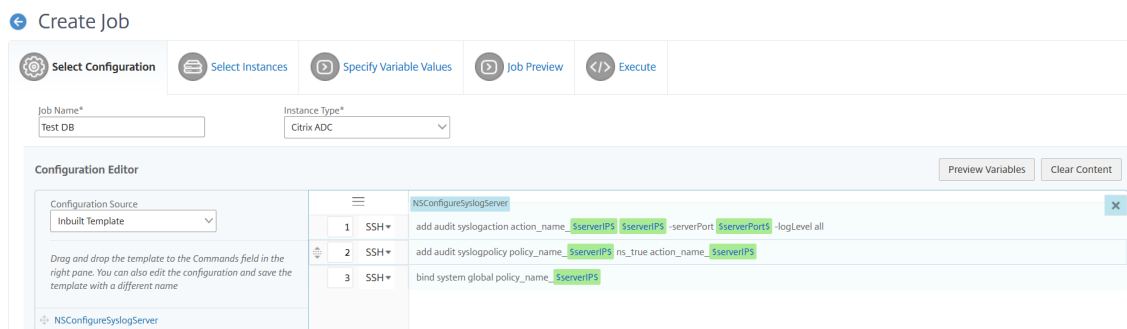 Create Job
Select Configuration
Select Instances
Specify Variable Values
Job Preview
Execute
Job Name*
Instance Type*
Test DB
Citrix ADC
Configuration Editor
Preview Variables
Clear Content
Configuration Source
Inbuilt Template
Drag and drop the template to the Commands field in the
right pane. You can also edit the configuration and save the
template with a different name
NSConfigureSyslogServer
NSConfigureSyslogServer
1 SSH add audit syslogaction action_name_$serverIP$ $serverIP$ -serverPort $serverPort$ -logLevel all
2 SSH add audit syslogpolicy policy_name_$serverIP$ ns_true action_name_$serverIP$
3 SSH bind system global policy_name_$serverIP$